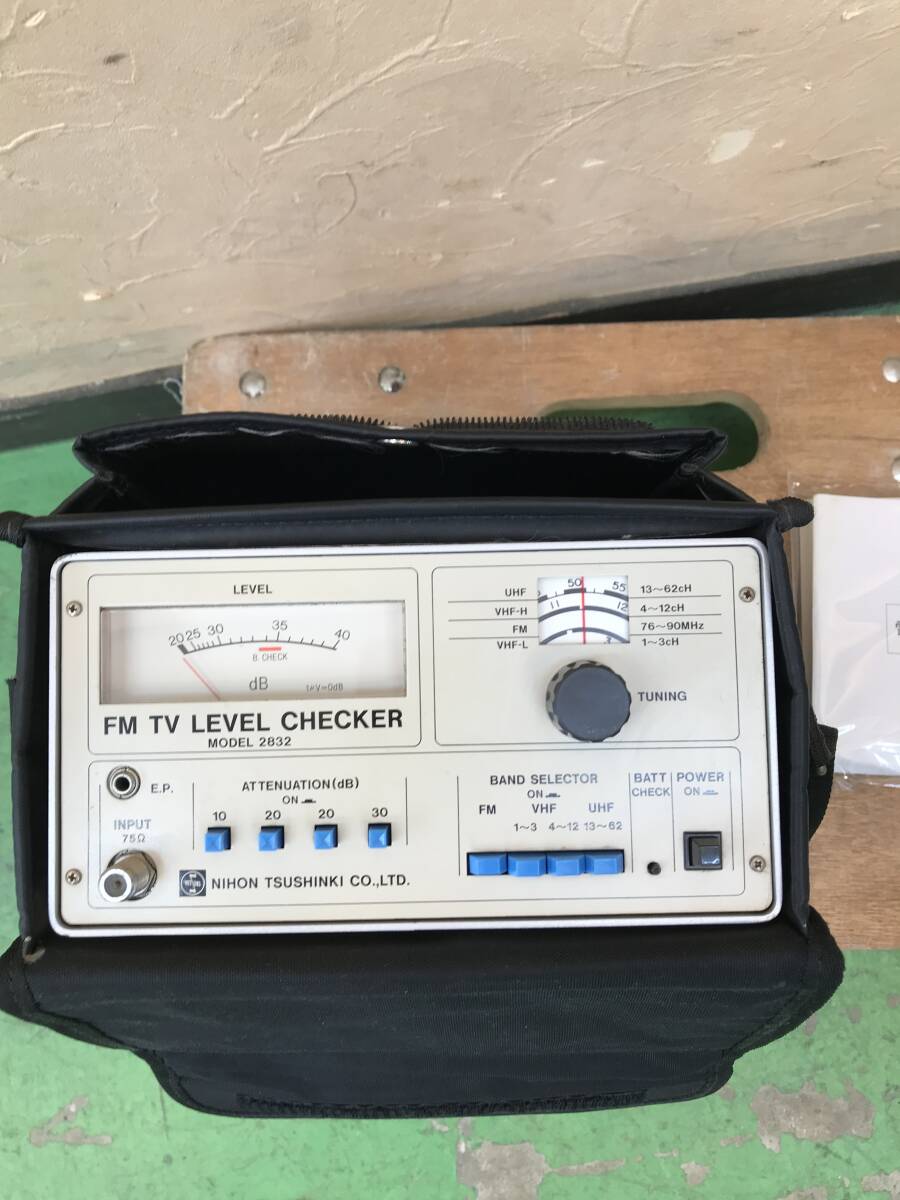 LEVEL
20 25 30 35 40
B. CHECK
dB
1μV=0dB
FM TV LEVEL CHECKER
MODEL 2832
UHF 50 55 13~62cH
VHF-H 11 12 4~12cH
FM 76~90MHz
VHF-L 3 1~3cH
TUNING
E.P.
INPUT
75Ω
ATTENUATION(dB)
ON
10 20 20 30
NIHON TSUSHINKI CO.,LTD.
BAND SELECTOR
ON
FM VHF UHF
1~3 4~12 13~62
BATT
CHECK
POWER
ON